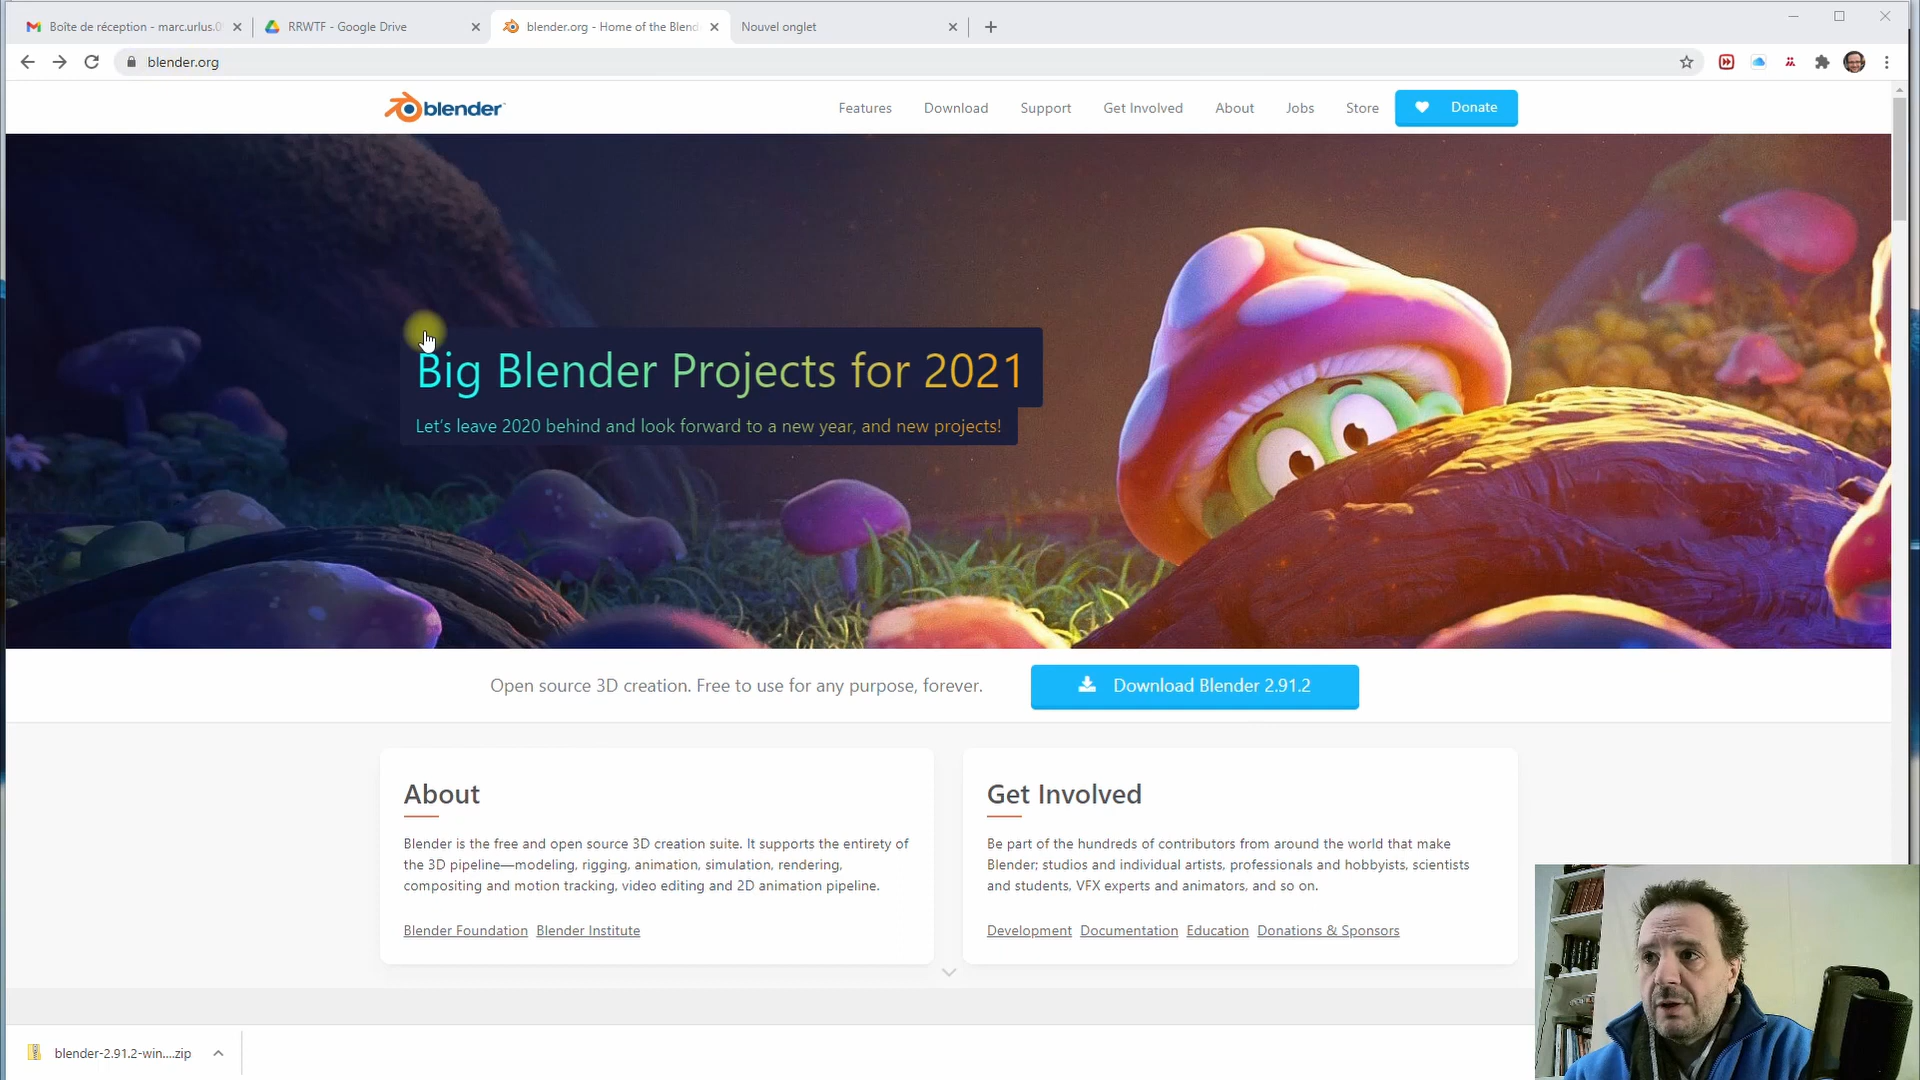 Boîte de réception - marc.urlus.0
RRWTF - Google Drive
blender.org - Home of the Blend
Nouvel onglet
blender.org
blender
Features
Download
Support
Get Involved
About
Jobs
Store
Donate
Big Blender Projects for 2021
Let's leave 2020 behind and look forward to a new year, and new projects!
Open source 3D creation. Free to use for any purpose, forever.
Download Blender 2.91.2
About
Blender is the free and open source 3D creation suite. It supports the entirety of
the 3D pipeline—modeling, rigging, animation, simulation, rendering,
compositing and motion tracking, video editing and 2D animation pipeline.
Blender Foundation Blender Institute
Get Involved
Be part of the hundreds of contributors from around the world that make
Blender; studios and individual artists, professionals and hobbyists, scientists
and students, VFX experts and animators, and so on.
Development Documentation Education Donations & Sponsors
blender-2.91.2-win....zip